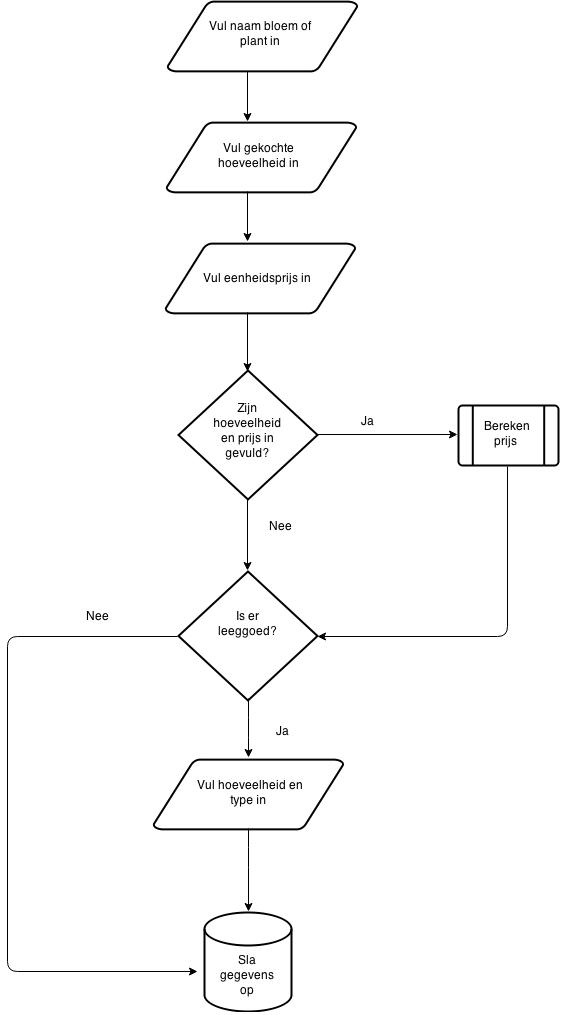 Vul naam bloem of
plant in
Vul gekochte
hoeveelheid in
Vul eenheidsprijs in
Zijn
hoeveelheid
en prijs in
gevuld?
Ja
Bereken
prijs
Nee
Is er
leeggoed?
Nee
Ja
Vul hoeveelheid en
type in
Sla
gegevens
op